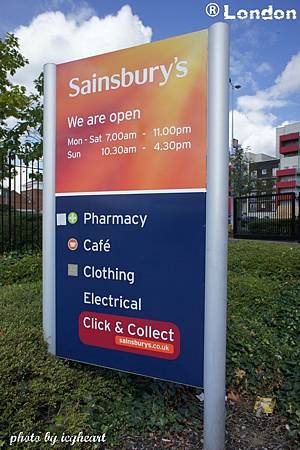 ® London
Sainsbury's
We are open
Mon - Sat 7.00am - 11.00pm
Sun 10.30am - 4.30pm
Pharmacy
Café
Clothing
Electrical
Click & Collect
sainsburys.co.uk
photo by icyheart